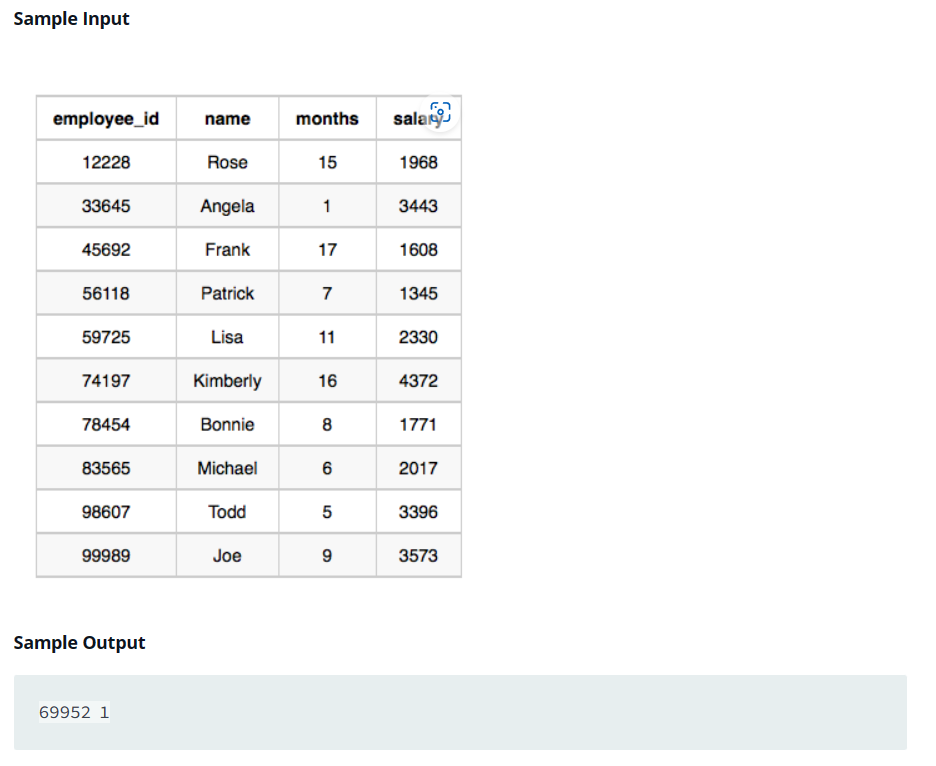 Sample Input
employee_id name months salary
12228 Rose 15 1968
33645 Angela 1 3443
45692 Frank 17 1608
56118 Patrick 7 1345
59725 Lisa 11 2330
74197 Kimberly 16 4372
78454 Bonnie 8 1771
83565 Michael 6 2017
98607 Todd 5 3396
99989 Joe 9 3573
Sample Output
69952 1